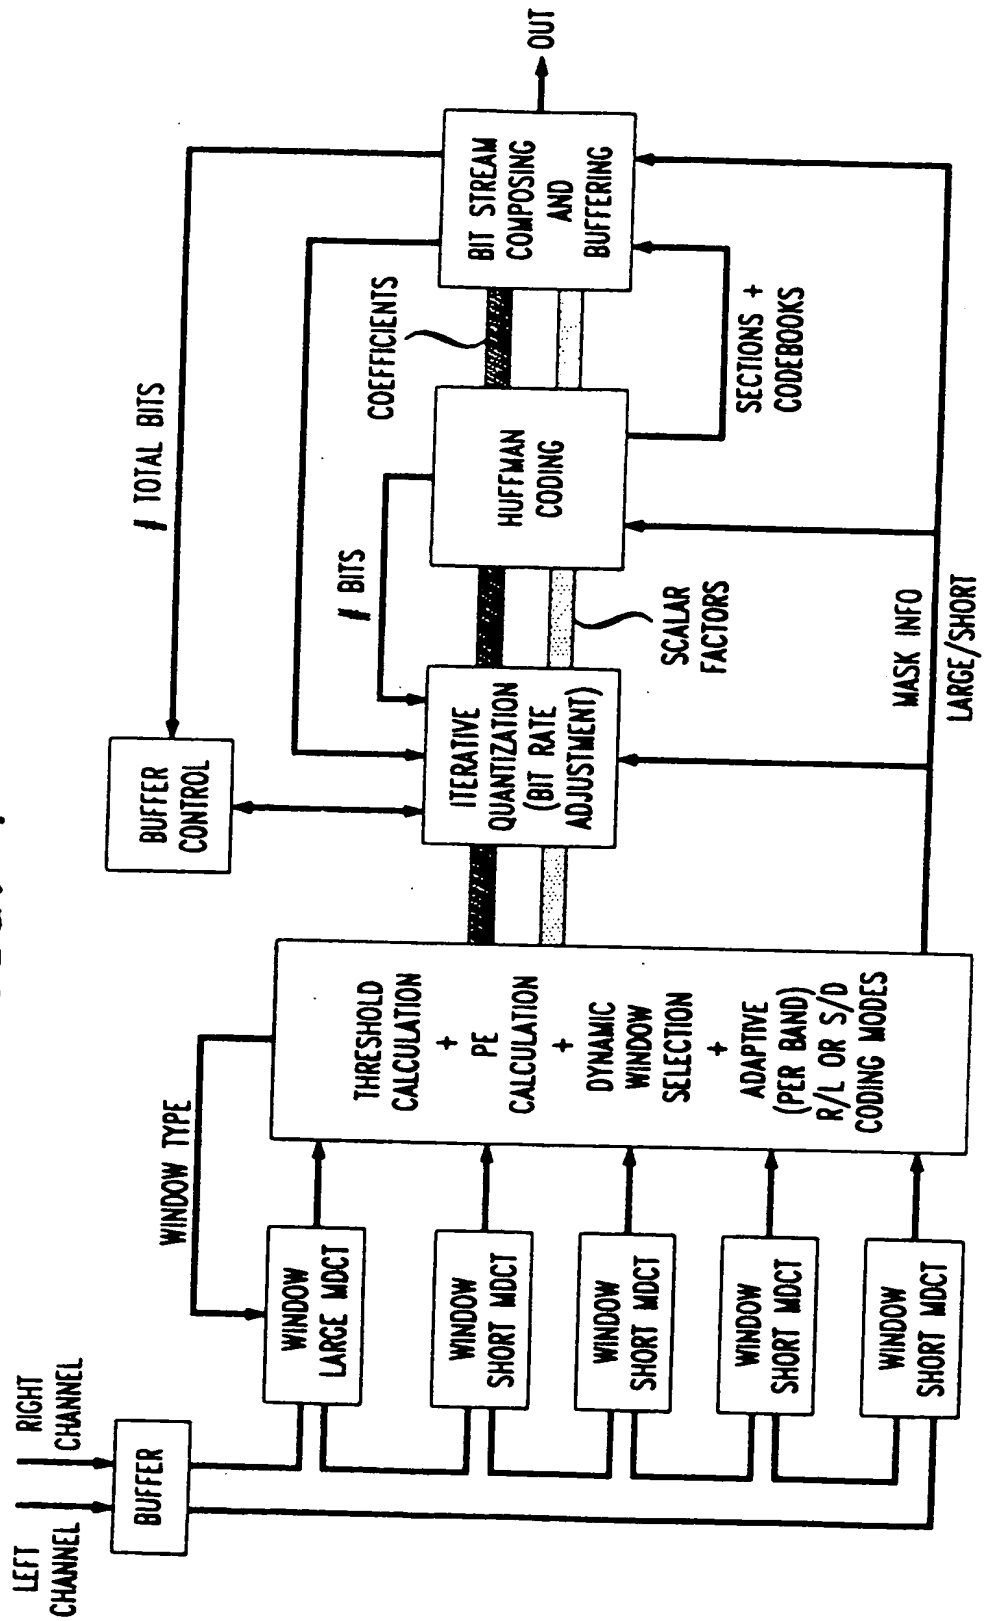 LEFT
CHANNEL
RIGHT
CHANNEL
BUFFER
WINDOW TYPE
WINDOW
LARGE MDCT
WINDOW
SHORT MDCT
WINDOW
SHORT MDCT
WINDOW
SHORT MDCT
WINDOW
SHORT MDCT
THRESHOLD
CALCULATION
+
PE
CALCULATION
+
DYNAMIC
WINDOW
SELECTION
+
ADAPTIVE
(PER BAND)
R/L OR S/D
CODING MODES
BUFFER
CONTROL
# TOTAL BITS
ITERATIVE
QUANTIZATION
(BIT RATE
ADJUSTMENT)
# BITS
SCALAR
FACTORS
MASK INFO
LARGE/SHORT
HUFFMAN
CODING
COEFFICIENTS
SECTIONS +
CODEBOOKS
BIT STREAM
COMPOSING
AND
BUFFERING
OUT